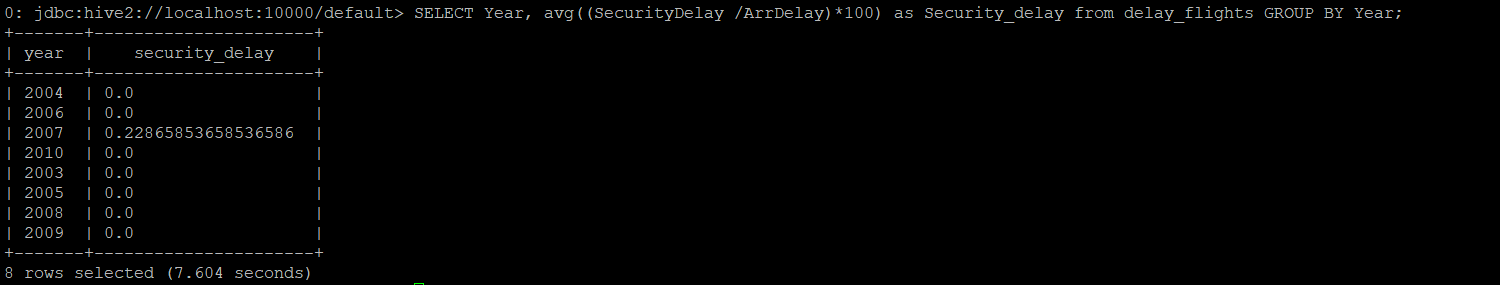 0: jdbc:hive2://localhost:10000/default> SELECT Year, avg((SecurityDelay /ArrDelay)*100) as Security_delay from delay_flights GROUP BY Year;
+-------+----------------------+
| year  |    security_delay    |
+-------+----------------------+
| 2004  | 0.0                  |
| 2006  | 0.0                  |
| 2007  | 0.22865853658536586  |
| 2010  | 0.0                  |
| 2003  | 0.0                  |
| 2005  | 0.0                  |
| 2008  | 0.0                  |
| 2009  | 0.0                  |
+-------+----------------------+
8 rows selected (7.604 seconds)